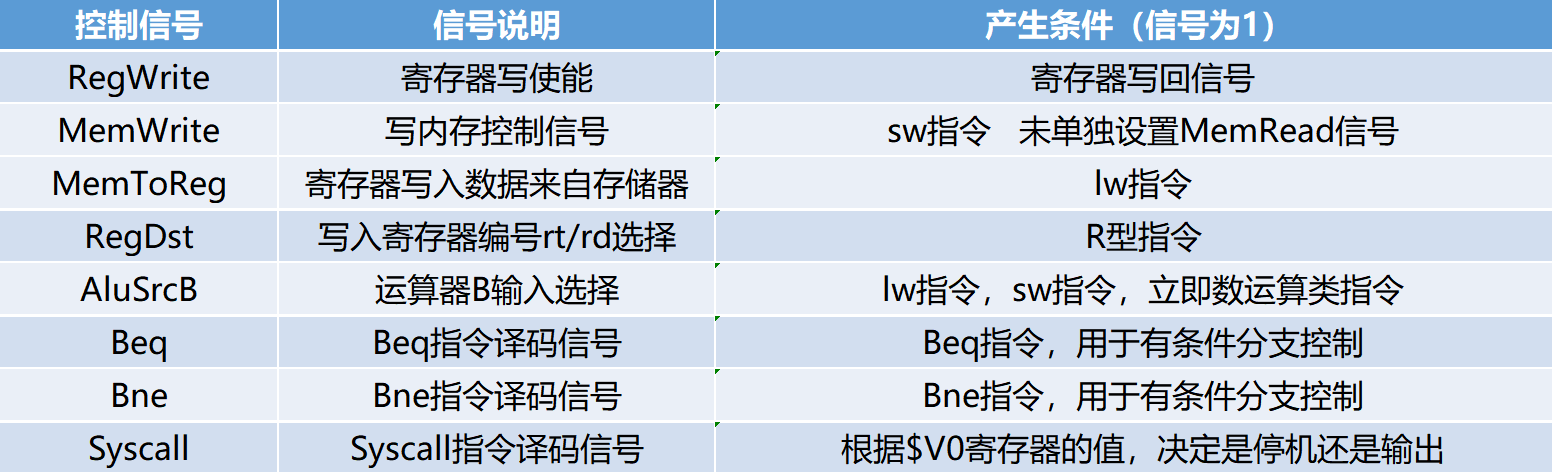 控制信号 信号说明 产生条件（信号为1）
RegWrite 寄存器写使能 寄存器写回信号
MemWrite 写内存控制信号 sw指令 未单独设置MemRead信号
MemToReg 寄存器写入数据来自存储器 lw指令
RegDst 写入寄存器编号rt/rd选择 R型指令
AluSrcB 运算器B输入选择 lw指令，sw指令，立即数运算类指令
Beq Beq指令译码信号 Beq指令，用于有条件分支控制
Bne Bne指令译码信号 Bne指令，用于有条件分支控制
Syscall Syscall指令译码信号 根据$V0寄存器的值，决定是停机还是输出